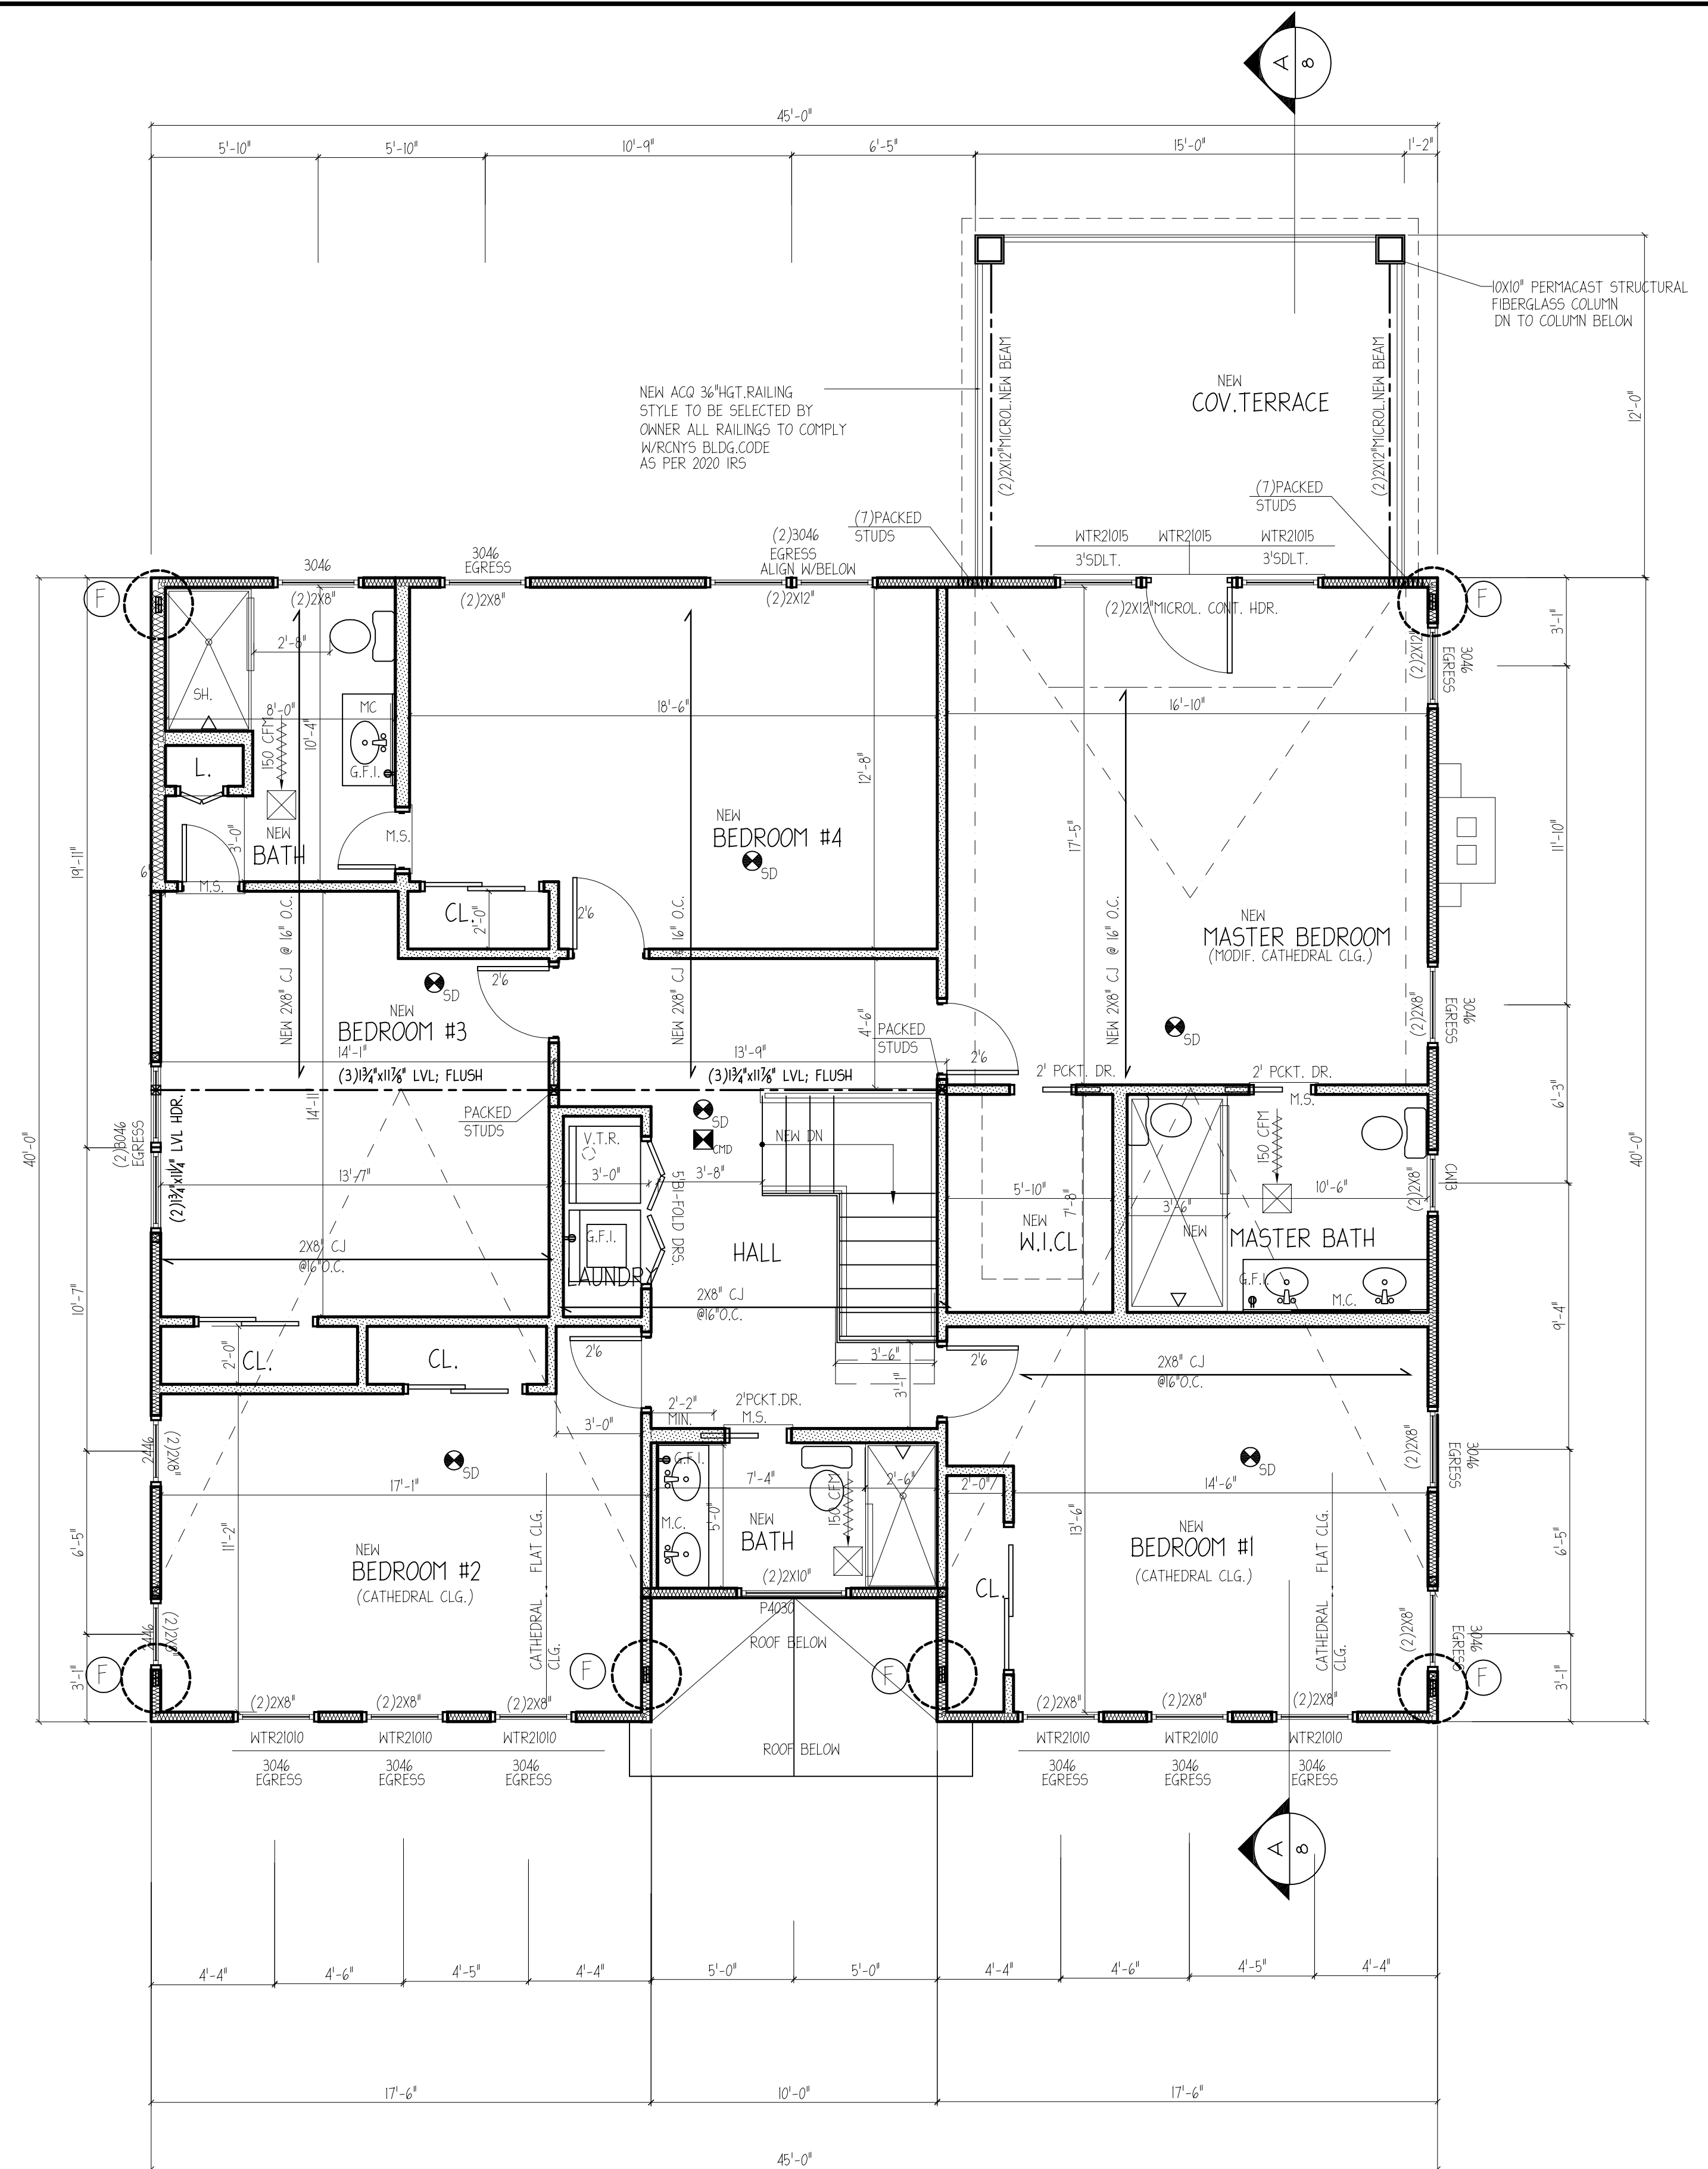 A
8
45'-0"
5'-10"
5'-10"
10'-9"
6'-5"
15'-0"
1'-2"
10X10" PERMACAST STRUCTURAL
FIBERGLASS COLUMN
DN TO COLUMN BELOW
12'-0"
NEW
COV.TERRACE
(2)2X12"MICROL.NEW BEAM
(2)2X12"MICROL.NEW BEAM
NEW ACQ 36"HGT.RAILING
STYLE TO BE SELECTED BY
OWNER ALL RAILINGS TO COMPLY
W/RCNYS BLDG.CODE
AS PER 2020 IRS
(7)PACKED
STUDS
(7)PACKED
STUDS
WTR21015
WTR21015
WTR21015
3'SDLT.
3'SDLT.
3046
3046
EGRESS
(2)3046
EGRESS
ALIGN W/BELOW
F
(2)2X8"
(2)2X8"
(2)2X12"
(2)2X12"MICROL. CONT. HDR.
F
(2)2X12"
3046
EGRESS
3'-1"
2'-8"
SH.
8'-0"
MC
10'-4"
150 CFM
G.F.I.
L.
NEW
BATH
3'-0"
M.S.
M.S.
18'-6"
12'-8"
NEW
BEDROOM #4
SD
16'-10"
17'-5"
NEW
MASTER BEDROOM
(MODIF. CATHEDRAL CLG.)
SD
11'-10"
19'-11"
CL.
2'-0"
2'6
NEW 2X8" CJ @ 16" O.C.
NEW 2X8" CJ @ 16" O.C.
NEW 2X8" CJ @ 16" O.C.
2'6
SD
NEW
BEDROOM #3
14'-1"
13'-9"
4'-6"
PACKED
STUDS
2'6
(3)1¾"x11⅞" LVL; FLUSH
(3)1¾"x11⅞" LVL; FLUSH
2' PCKT. DR.
2' PCKT. DR.
M.S.
(2)2X8"
3046
EGRESS
6'-3"
40'-0"
40'-0"
(2)3046
EGRESS
(2)1¾"x11¼" LVL HDR.
14'-11"
13'-7"
PACKED
STUDS
V.T.R.
3'-0"
G.F.I.
LAUNDRY
5'BI-FOLD DRS.
SD
CMD
3'-8"
NEW DN
HALL
5'-10"
7'-8"
NEW
W.I.CL
3'-6"
NEW
MASTER BATH
150 CFM
10'-6"
G.F.I.
M.C.
(2)2X8"
CW13
2X8" CJ
@16"O.C.
2X8" CJ
@16"O.C.
2X8" CJ
@16"O.C.
10'-7"
9'-4"
CL.
2'-0"
CL.
2'6
3'-0"
2'-2"
MIN.
2'PCKT.DR.
M.S.
3'-6"
3'-1"
2'6
2446
(2)2X8"
SD
17'-1"
11'-2"
NEW
BEDROOM #2
(CATHEDRAL CLG.)
FLAT CLG.
CATHEDRAL
CLG.
G.F.I.
M.C.
7'-4"
5'-0"
NEW
BATH
150 CFM
2'-6"
(2)2X10"
P4030
2'-0"
CL.
13'-6"
14'-6"
SD
NEW
BEDROOM #1
(CATHEDRAL CLG.)
FLAT CLG.
CATHEDRAL
CLG.
(2)2X8"
3046
EGRESS
6'-5"
6'-5"
2446
(2)2X8"
(2)2X8"
3046
EGRESS
3'-1"
3'-1"
F
F
F
F
ROOF BELOW
ROOF BELOW
(2)2X8"
(2)2X8"
(2)2X8"
(2)2X8"
(2)2X8"
(2)2X8"
WTR21010
WTR21010
WTR21010
WTR21010
WTR21010
WTR21010
3046
EGRESS
3046
EGRESS
3046
EGRESS
3046
EGRESS
3046
EGRESS
3046
EGRESS
A
8
4'-4"
4'-6"
4'-5"
4'-4"
5'-0"
5'-0"
4'-4"
4'-6"
4'-5"
4'-4"
17'-6"
10'-0"
17'-6"
45'-0"